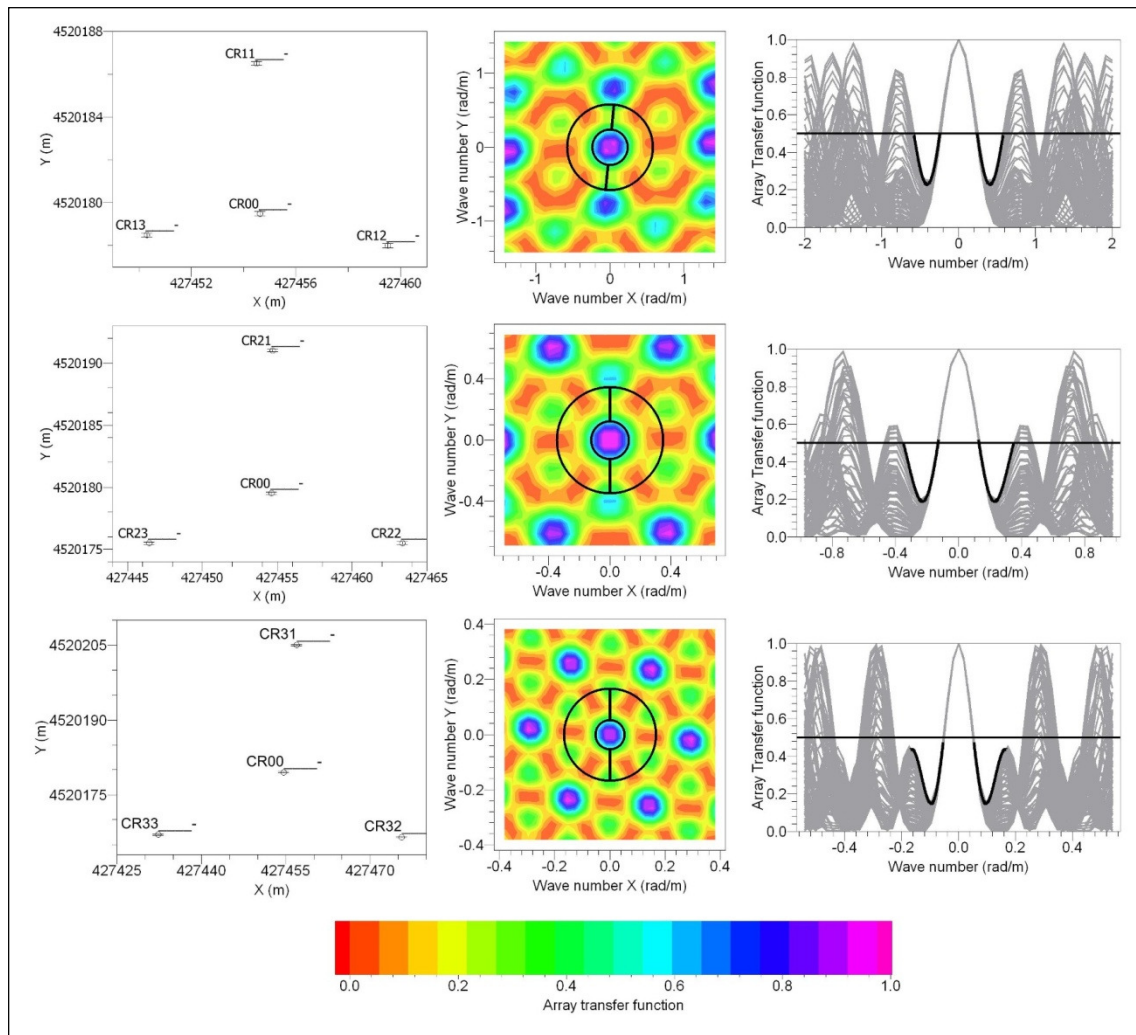 4520188
4520184
4520180
Y (m)
CR11 -
CR00 -
CR13 -
CR12 -
427452 427456 427460
X (m)
Wave number Y (rad/m)
1
0
-1
-1 0 1
Wave number X (rad/m)
Array Transfer function
1.0
0.8
0.6
0.4
0.2
0.0
-2 -1 0 1 2
Wave number (rad/m)
4520190
4520185
4520180
4520175
Y (m)
CR21 -
CR00 -
CR23 -
CR22
427445 427450 427455 427460 427465
X (m)
Wave number Y (rad/m)
0.4
0.0
-0.4
-0.4 0.0 0.4
Wave number X (rad/m)
Array Transfer function
1.0
0.8
0.6
0.4
0.2
0.0
-0.8 -0.4 0.0 0.4 0.8
Wave number (rad/m)
4520205
4520190
4520175
Y (m)
CR31 -
CR00 -
CR33 -
CR32
427425 427440 427455 427470
X (m)
Wave number Y (rad/m)
0.4
0.2
0.0
-0.2
-0.4
-0.4 -0.2 0.0 0.2 0.4
Wave number X (rad/m)
Array Transfer function
1.0
0.8
0.6
0.4
0.2
0.0
-0.4 -0.2 0.0 0.2 0.4
Wave number (rad/m)
0.0 0.2 0.4 0.6 0.8 1.0
Array transfer function